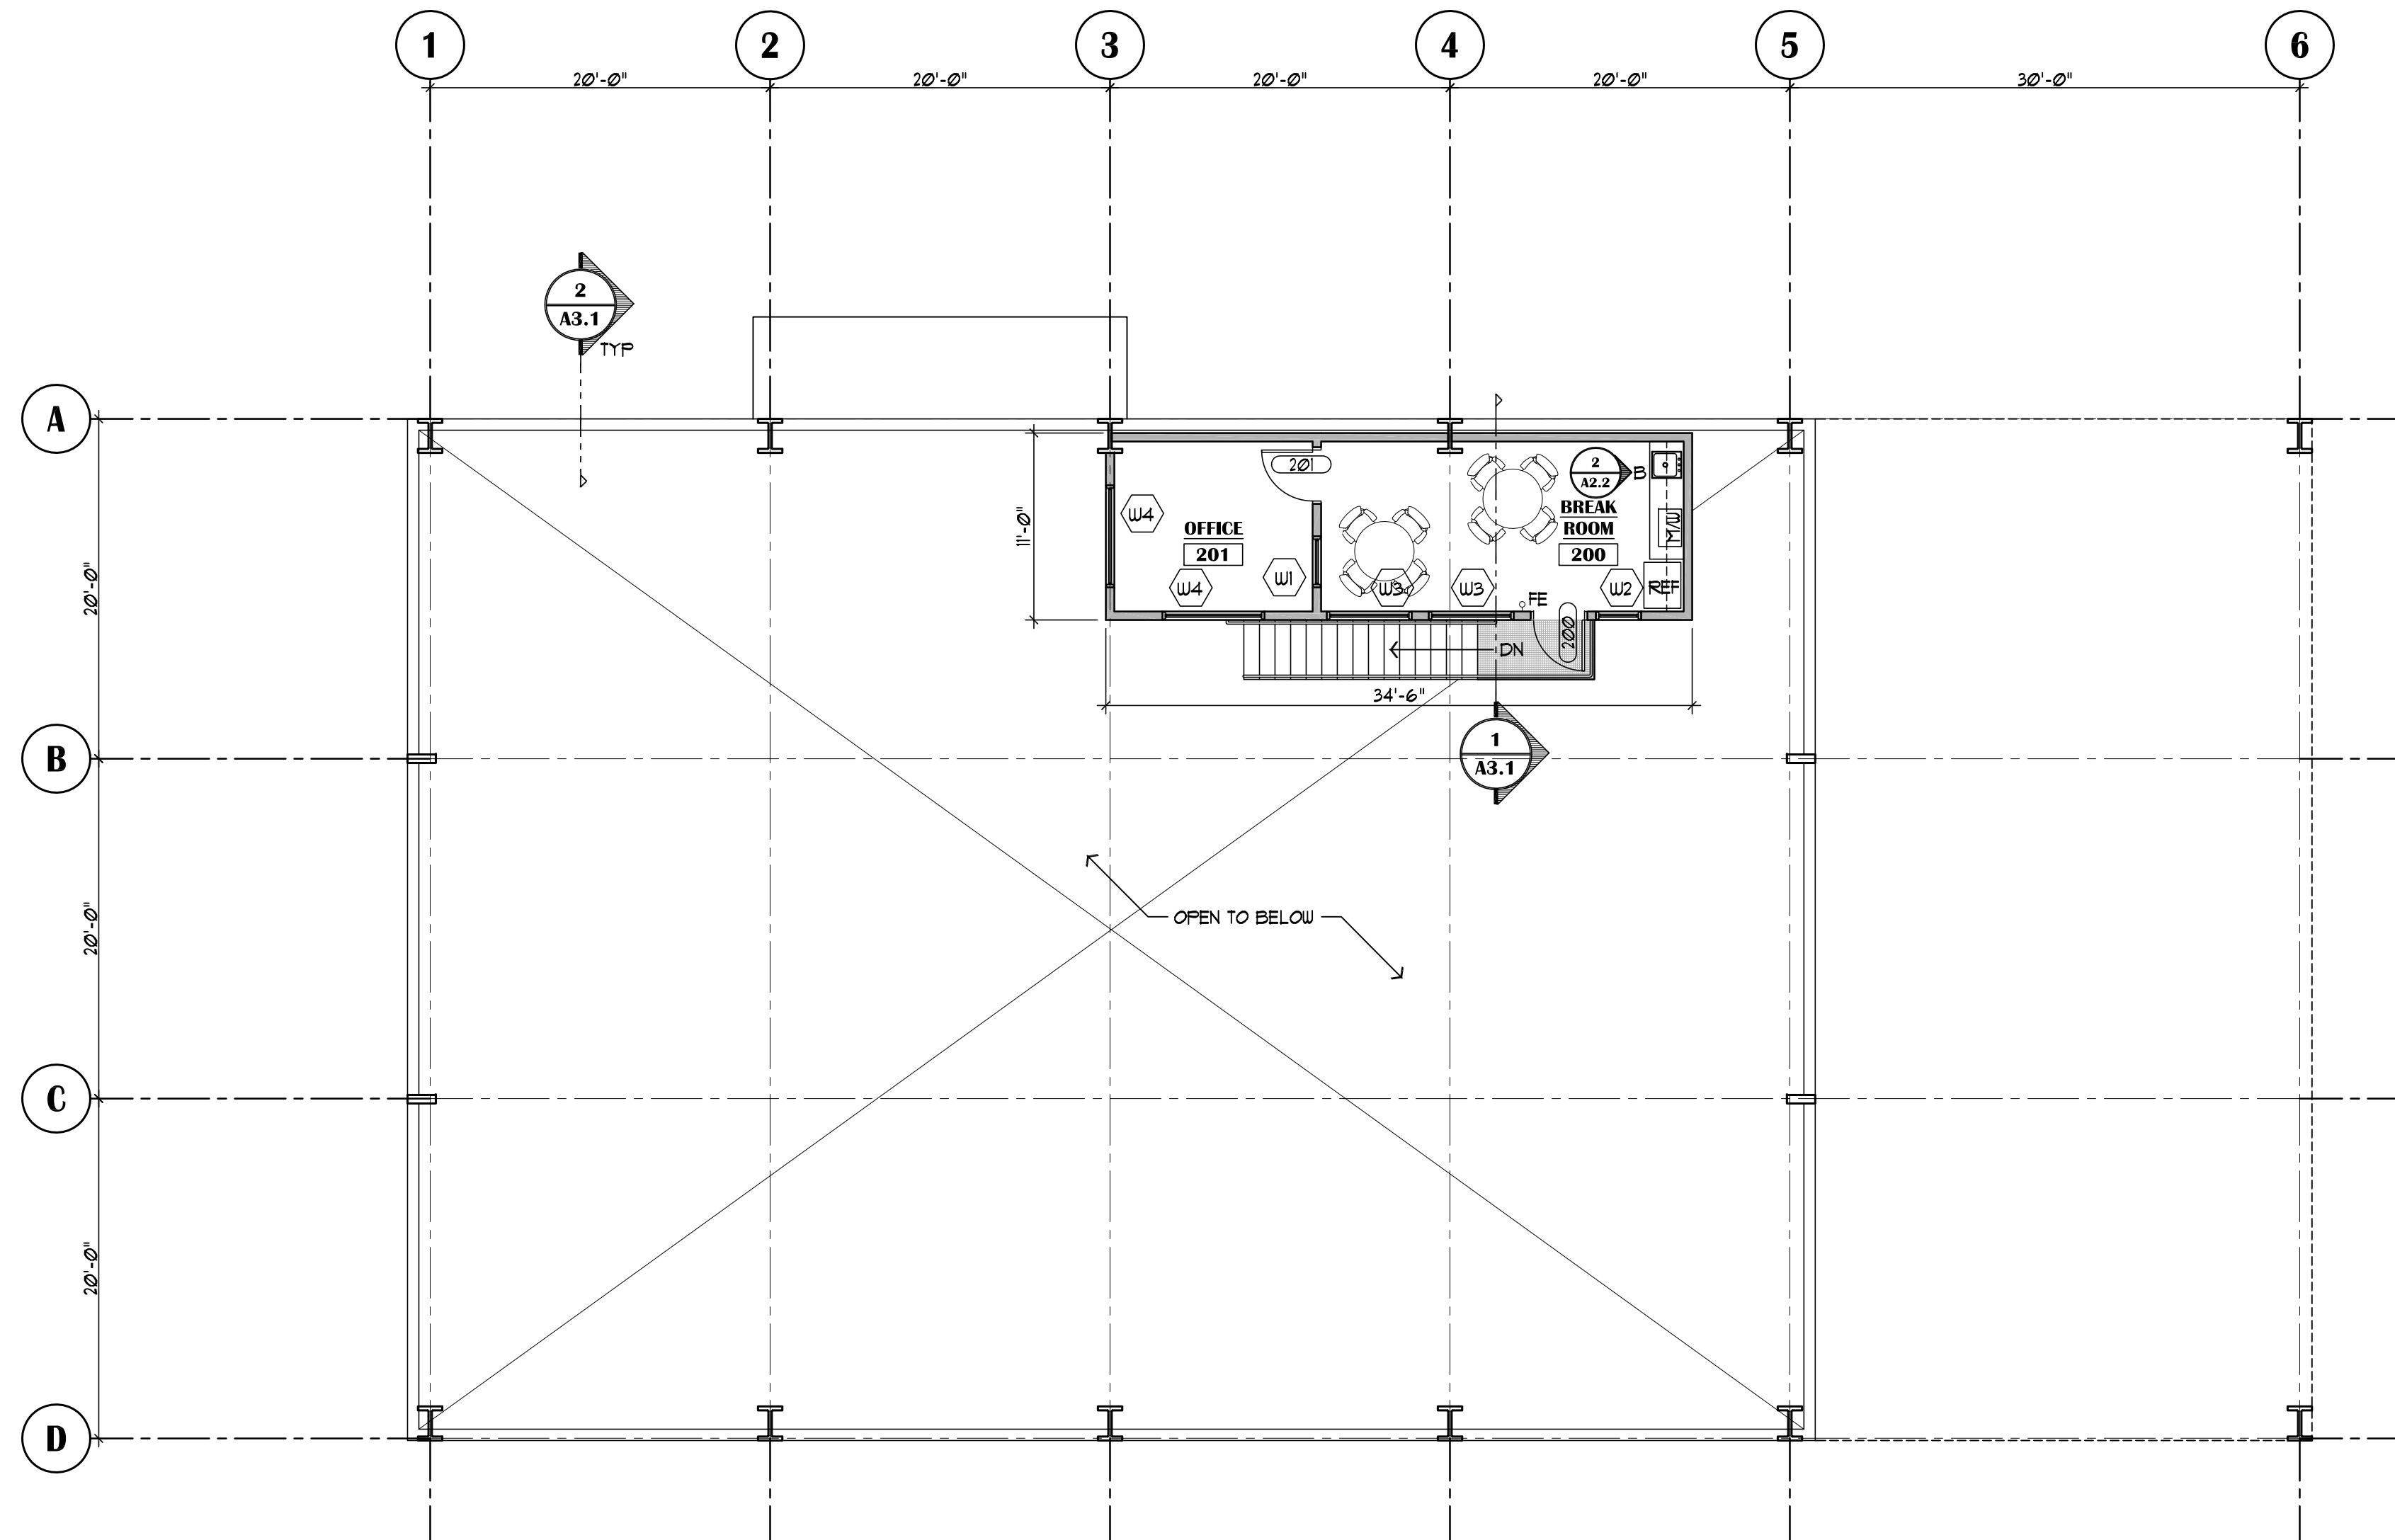 1 2 3 4 5 6
20'-0" 20'-0" 20'-0" 20'-0" 30'-0"
2
A3.1
TYP
A
201
2
A2.2
B
11'-0"
W4
OFFICE
201
BREAK
ROOM
200
M/W
20'-0"
W4
W1
W3
W3
W2
REF
FE
200
DN
34'-6"
B
1
A3.1
20'-0"
OPEN TO BELOW
C
20'-0"
D